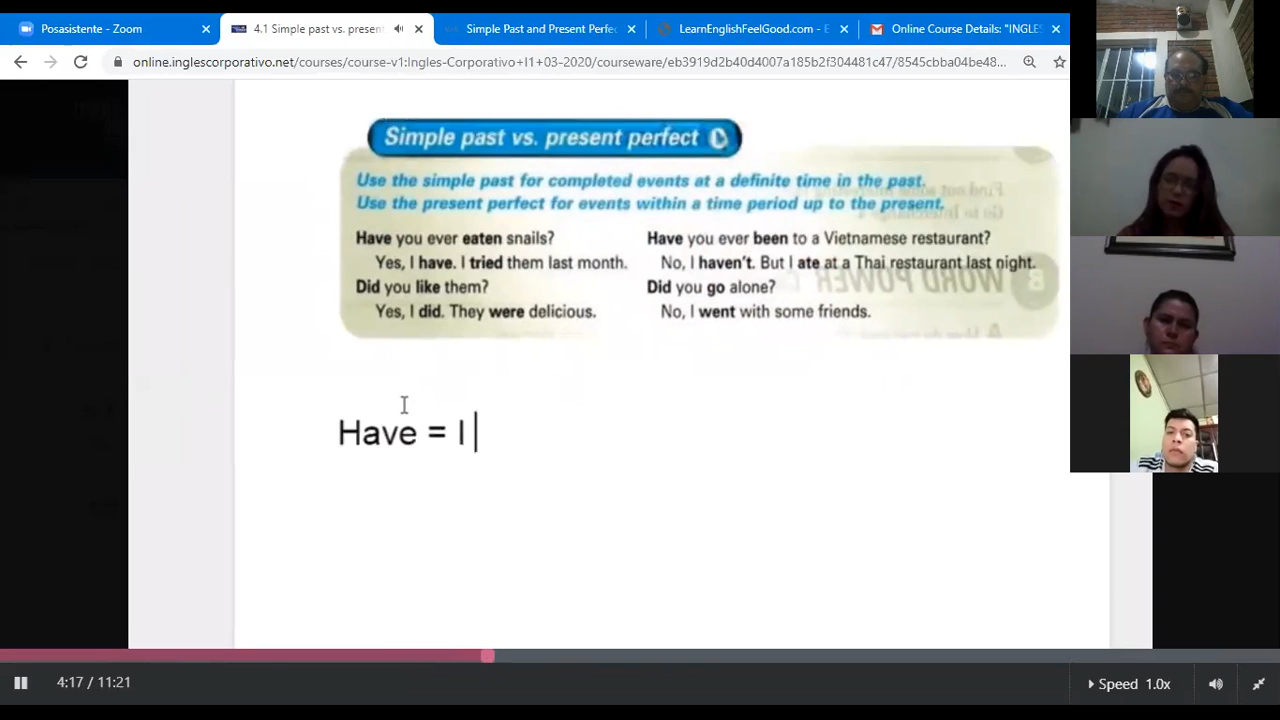 Posasistente - Zoom
4.1 Simple past vs. presen
Simple Past and Present Perfec
LearnEnglishFeelGood.com - E
Online Course Details: "INGLES
online.inglescorporativo.net/courses/course-v1:Ingles-Corporativo+I1+03-2020/courseware/eb3915d2b40d4007a185b2f304481c47/8545cbba04be48...
Simple past vs. present perfect
Use the simple past for completed events at a definite time in the past.
Use the present perfect for events within a time period up to the present.
Have you ever eaten snails?
Yes, I have. I tried them last month.
Did you like them?
Yes, I did. They were delicious.
Have you ever been to a Vietnamese restaurant?
No, I haven't. But I ate at a Thai restaurant last night.
Did you go alone?
No, I went with some friends.
WORD POWER
Have = I
4:17 / 11:21
Speed 1.0x